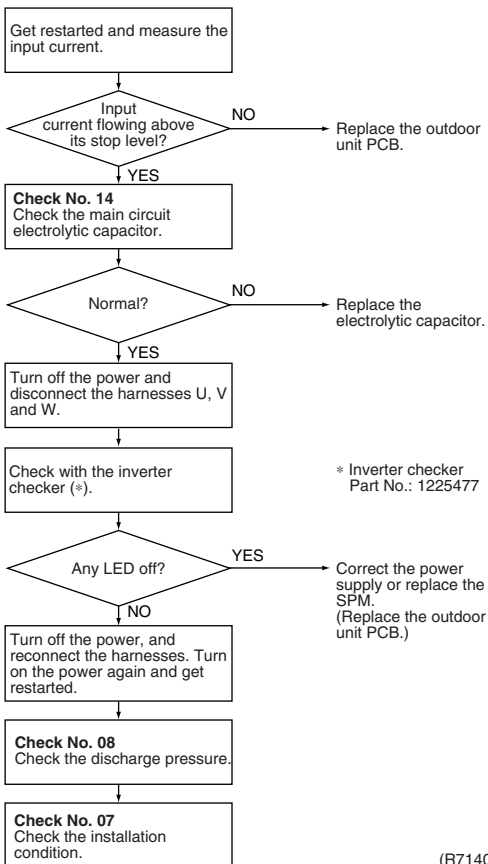 Get restarted and measure the
input current.
Input
current flowing above
its stop level?
NO
Replace the outdoor
unit PCB.
YES
Check No. 14
Check the main circuit
electrolytic capacitor.
Normal?
NO
Replace the
electrolytic capacitor.
YES
Turn off the power and
disconnect the harnesses U, V
and W.
Check with the inverter
checker (*).
* Inverter checker
Part No.: 1225477
Any LED off?
YES
Correct the power
supply or replace the
SPM.
(Replace the outdoor
unit PCB.)
NO
Turn off the power, and
reconnect the harnesses. Turn
on the power again and get
restarted.
Check No. 08
Check the discharge pressure.
Check No. 07
Check the installation
condition.
(R7140